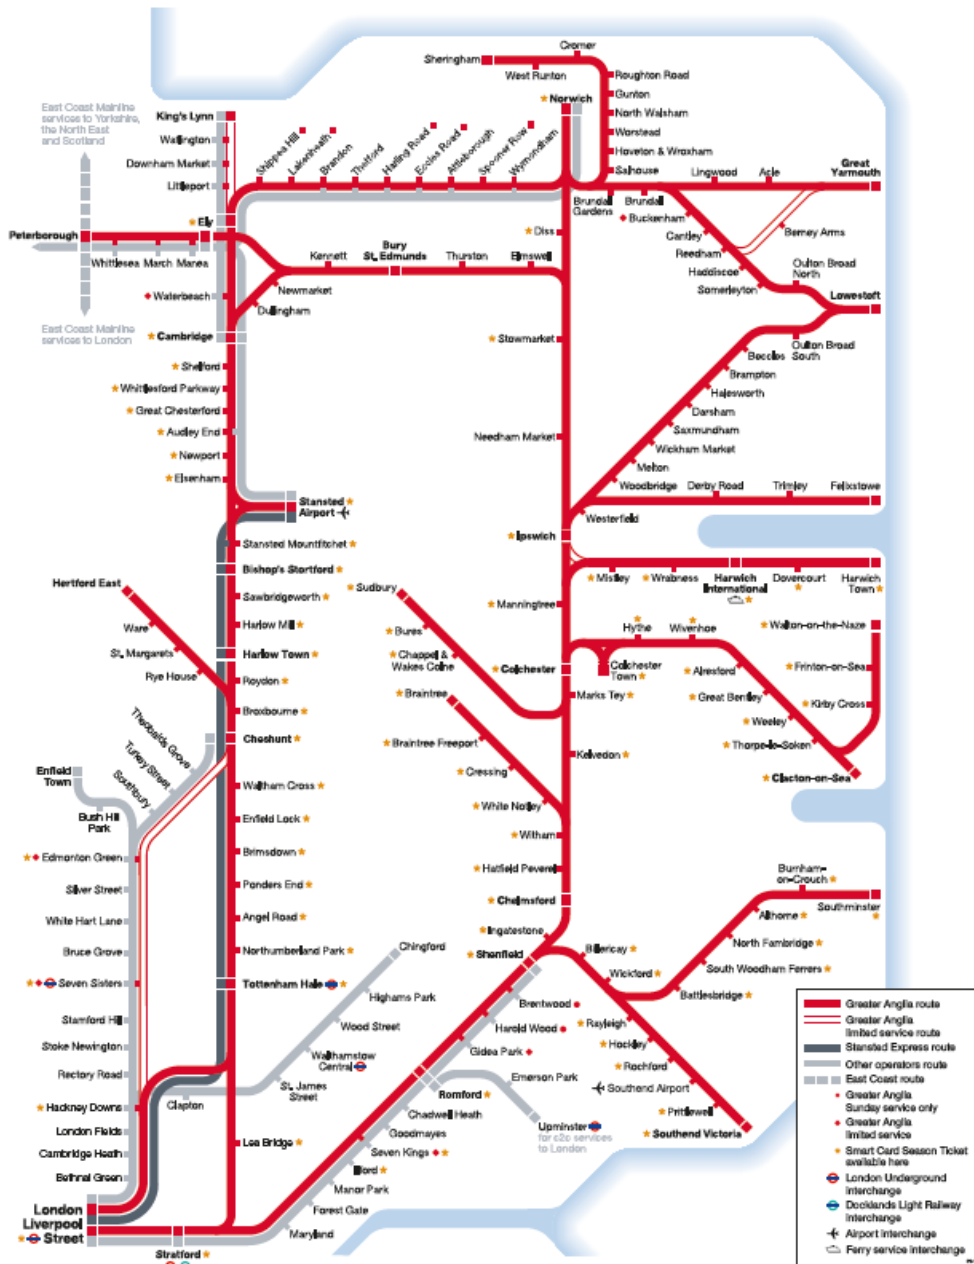 Cromer
Sheringham
West Runton
Roughton Road
Gunton
North Walsham
Worstead
Hoveton & Wroxham
Salhouse
Norwich
East Coast Mainline
services to Yorkshire,
the North East
and Scotland
King's Lynn
Watlington
Downham Market
Littleport
Ely
Shippea Hill
Lakenheath
Brandon
Thetford
Harling Road
Eccles Road
Attleborough
Spooner Row
Wymondham
Lingwood
Acle
Great
Yarmouth
Brundall
Gardens
Brundall
Buckenham
Cantley
Reedham
Haddiscoe
Somerleyton
Berney Arms
Oulton Broad
North
Lowestoft
Oulton Broad
South
Peterborough
Whittlesea
March
Manea
Diss
Kennett
Bury
St. Edmunds
Thurston
Elmswell
Newmarket
Dullingham
Waterbeach
East Coast Mainline
services to London
Cambridge
Stowmarket
Beccles
Brampton
Halesworth
Darsham
Saxmundham
Wickham Market
Melton
Woodbridge
Shelford
Whittlesford Parkway
Great Chesterford
Audley End
Newport
Elsenham
Needham Market
Derby Road
Trimley
Felixstowe
Westerfield
Stansted
Airport
Ipswich
Stansted Mountfitchet
Bishop's Stortford
Sawbridgeworth
Harlow Mill
Harlow Town
Roydon
Broxbourne
Cheshunt
Hertford East
Ware
St. Margarets
Rye House
Sudbury
Bures
Chappel &
Wakes Colne
Mistley
Wrabness
Harwich
International
Dovercourt
Harwich
Town
Manningtree
Hythe
Wivenhoe
Walton-on-the-Naze
Colchester
Colchester
Town
Alresford
Great Bentley
Weeley
Thorpe-le-Soken
Frinton-on-Sea
Kirby Cross
Clacton-on-Sea
Braintree
Braintree Freeport
Cressing
White Notley
Marks Tey
Kelvedon
Witham
Hatfield Peverel
Chelmsford
Ingatestone
Shenfield
Theobalds Grove
Turkey Street
Southbury
Enfield
Town
Bush Hill
Park
Waltham Cross
Enfield Lock
Brimsdown
Ponders End
Angel Road
Northumberland Park
Tottenham Hale
Edmonton Green
Silver Street
White Hart Lane
Bruce Grove
Seven Sisters
Stamford Hill
Stoke Newington
Rectory Road
Hackney Downs
London Fields
Cambridge Heath
Bethnal Green
Chingford
Highams Park
Wood Street
Walthamstow
Central
St. James
Street
Clapton
Lea Bridge
London
Liverpool
Street
Stratford
Maryland
Forest Gate
Manor Park
Ilford
Seven Kings
Goodmayes
Chadwell Heath
Romford
Gidea Park
Harold Wood
Brentwood
Emerson Park
Upminster
for c2c services
to London
Billericay
Wickford
Rayleigh
Hockley
Rochford
Southend Airport
Prittlewell
Southend Victoria
Battlesbridge
South Woodham Ferrers
North Fambridge
Althorne
Burnham-
on-Crouch
Southminster
Greater Anglia route
Greater Anglia
limited service route
Stansted Express route
Other operators route
East Coast route
Greater Anglia
Sunday service only
Greater Anglia
limited service
Smart Card Season Ticket
available here
London Underground
interchange
Docklands Light Railway
interchange
Airport interchange
Ferry service interchange